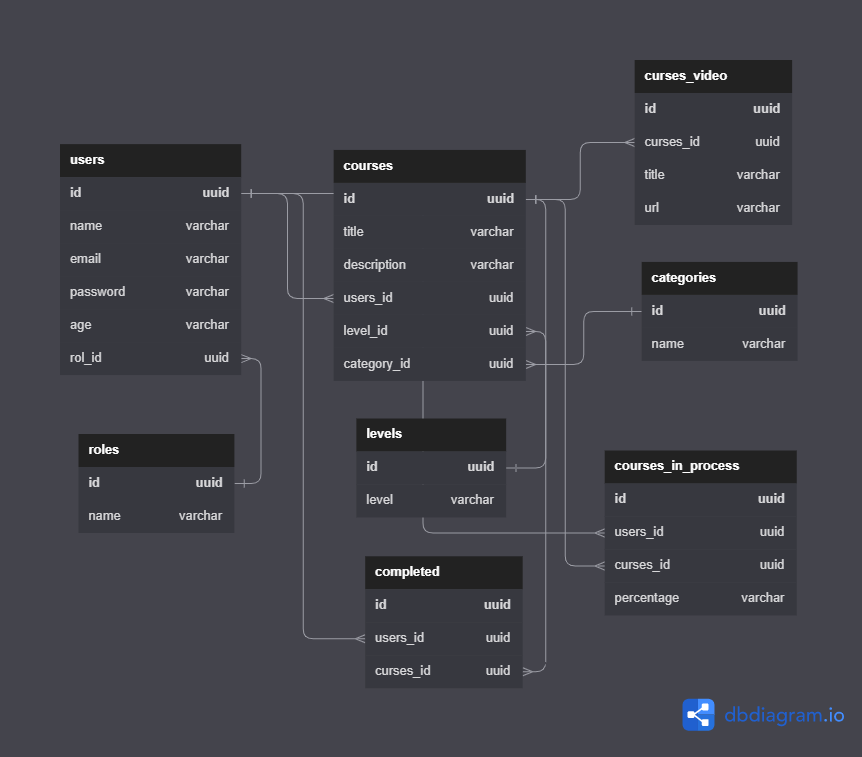 users
id uuid
name varchar
email varchar
password varchar
age varchar
rol_id uuid
roles
id uuid
name varchar
courses
id uuid
title varchar
description varchar
users_id uuid
level_id uuid
category_id uuid
levels
id uuid
level varchar
completed
id uuid
users_id uuid
curses_id uuid
curses_video
id uuid
curses_id uuid
title varchar
url varchar
categories
id uuid
name varchar
courses_in_process
id uuid
users_id uuid
curses_id uuid
percentage varchar
dbdiagram.io